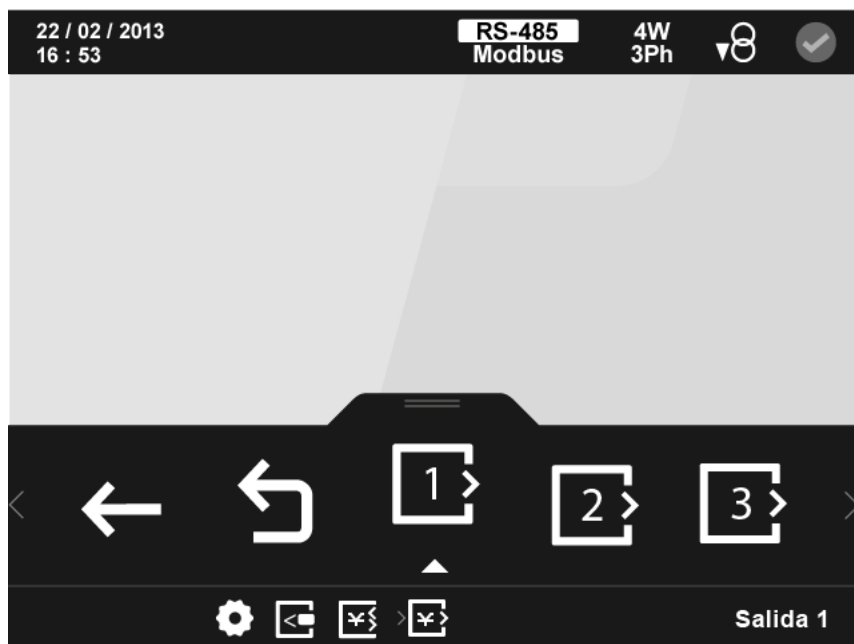 22 / 02 / 2013
16 : 53
RS-485
Modbus
4W
3Ph
1
2
3
Salida 1